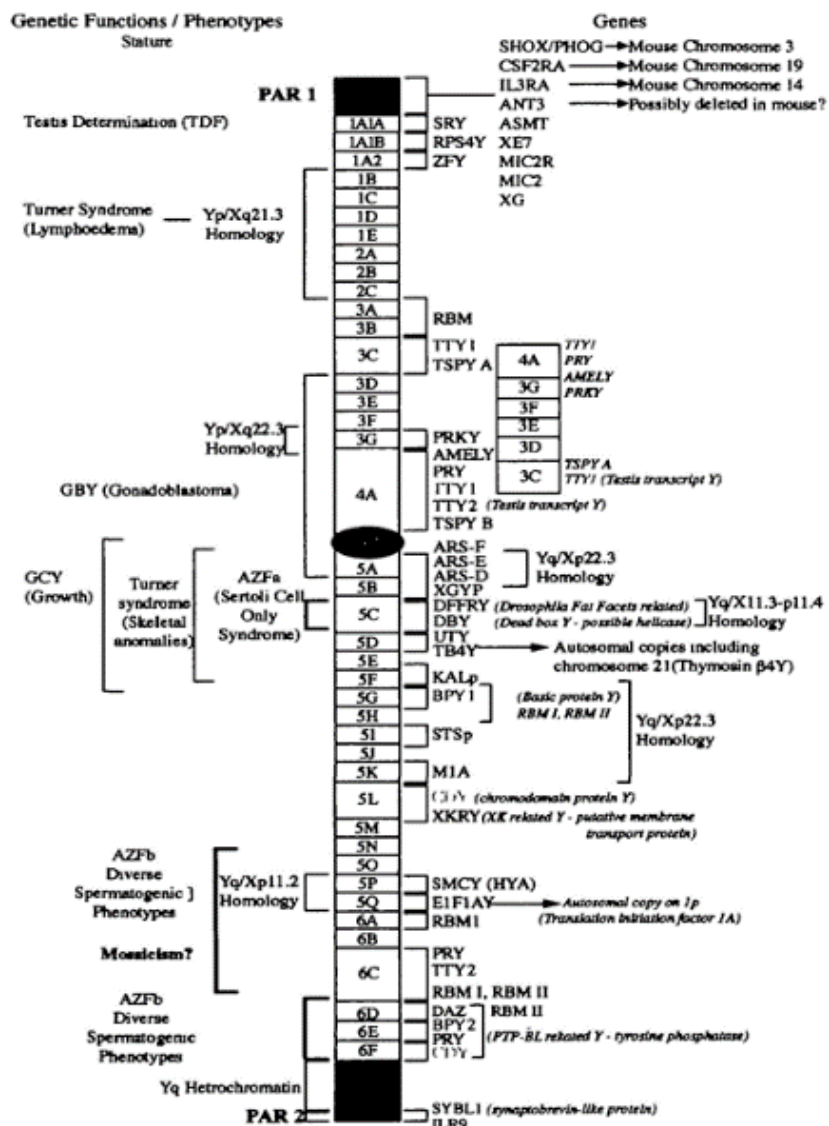 Genetic Functions / Phenotypes
Stature
Genes
SHOX/PHOG → Mouse Chromosome 3
CSF2RA → Mouse Chromosome 19
IL3RA → Mouse Chromosome 14
ANT3 → Possibly deleted in mouse?
ASMT
XE7
MIC2R
MIC2
XG
PAR 1
Testis Determination (TDF)
1A1A SRY
1A1B RPS4Y
1A2 ZFY
1B
1C
Turner Syndrome (Lymphoedema)
Yp/Xq21.3 Homology
1D
1E
2A
2B
2C
3A
RBM
3B
3C
TTY1
TSPY A
3D
3E
3F
Yp/Xq22.3
Homology
3G
PRKY
AMELY
PRY
TTY1
TTY2 (Testis transcript Y)
TSPY B
4A
GBY (Gonadoblastoma)
4A
3G
3F
3E
3D
3C
TTY1
PRY
AMELY
PRKY
TSPY A
TTY1 (Testis transcript Y)
ARS-F
ARS-E
ARS-D
XGYP
Yq/Xp22.3
Homology
5A
5B
GCY
(Growth)
Turner
syndrome
(Skeletal
anomalies)
AZFa
(Sertoli Cell
Only
Syndrome)
5C
DFFRY (Drosophila Fat Facets related)
DBY (Dead box Y - possible helicase)
Yq/X11.3-p11.4
Homology
UTY
5D
TB4Y → Autosomal copies including
chromosome 21(Thymosin β4Y)
5E
5F
KALp
5G
BPY1
(Basic protein Y)
RBM I, RBM II
5H
Yq/Xp22.3
Homology
5I
STSp
5J
5K
M1A
5L
CDY (chromodomain protein Y)
XKRY (XK related Y - putative membrane
transport protein)
5M
5N
5O
AZFb
Diverse
Spermatogenic }
Phenotypes
Yq/Xp11.2
Homology
5P
SMCY (HYA)
5Q
E1F1AY → Autosomal copy on 1p
(Translation initiation factor 1A)
6A
RBM1
6B
Mossicism?
6C
PRY
TTY2
RBM I, RBM II
AZFb
Diverse
Spermatogenic
Phenotypes
6D
DAZ
RBM II
6E
BPY2
PRY
(PTP-BL rekated Y - tyrosine phosphatase)
6F
CDY
Yq Hetrochromatin
PAR 2
SYBL1 (synaptobrevin-like protein)